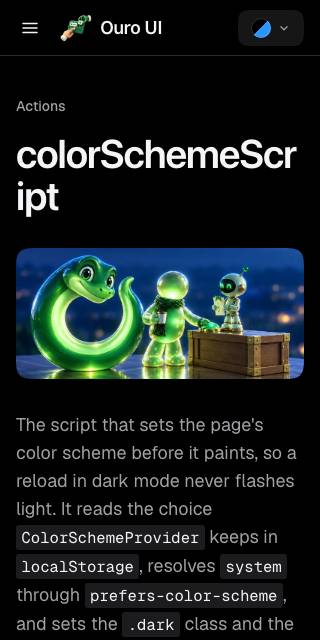 Ouro UI
Actions
colorSchemeScr
ipt
The script that sets the page's
color scheme before it paints, so a
reload in dark mode never flashes
light. It reads the choice
ColorSchemeProvider keeps in
localStorage, resolves system
through prefers-color-scheme,
and sets the .dark class and the